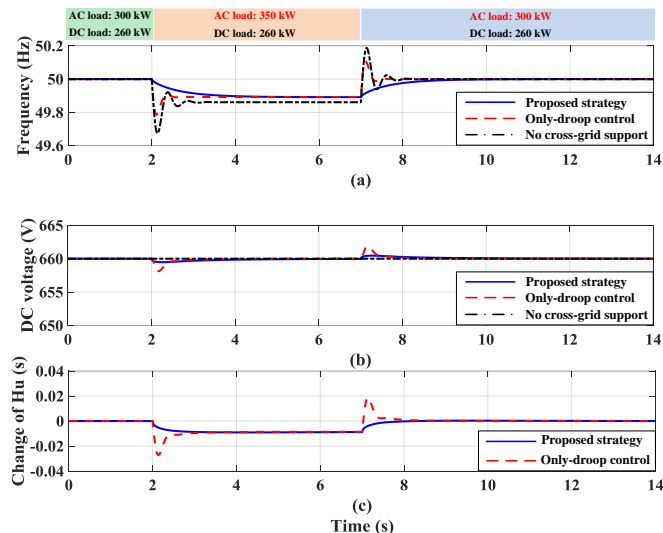 AC load: 300 kW AC load: 350 kW AC load: 300 kW
DC load: 260 kW DC load: 260 kW DC load: 260 kW
Frequency (Hz)
50.2
50
49.8
49.6
Proposed strategy
Only-droop control
No cross-grid support
0 2 4 6 8 10 12 14
(a)
DC voltage (V)
665
660
655
650
Proposed strategy
Only-droop control
No cross-grid support
0 2 4 6 8 10 12 14
(b)
Change of Hu (s)
0.04
0.02
0
-0.02
-0.04
Proposed strategy
Only-droop control
0 2 4 6 8 10 12 14
(c)
Time (s)